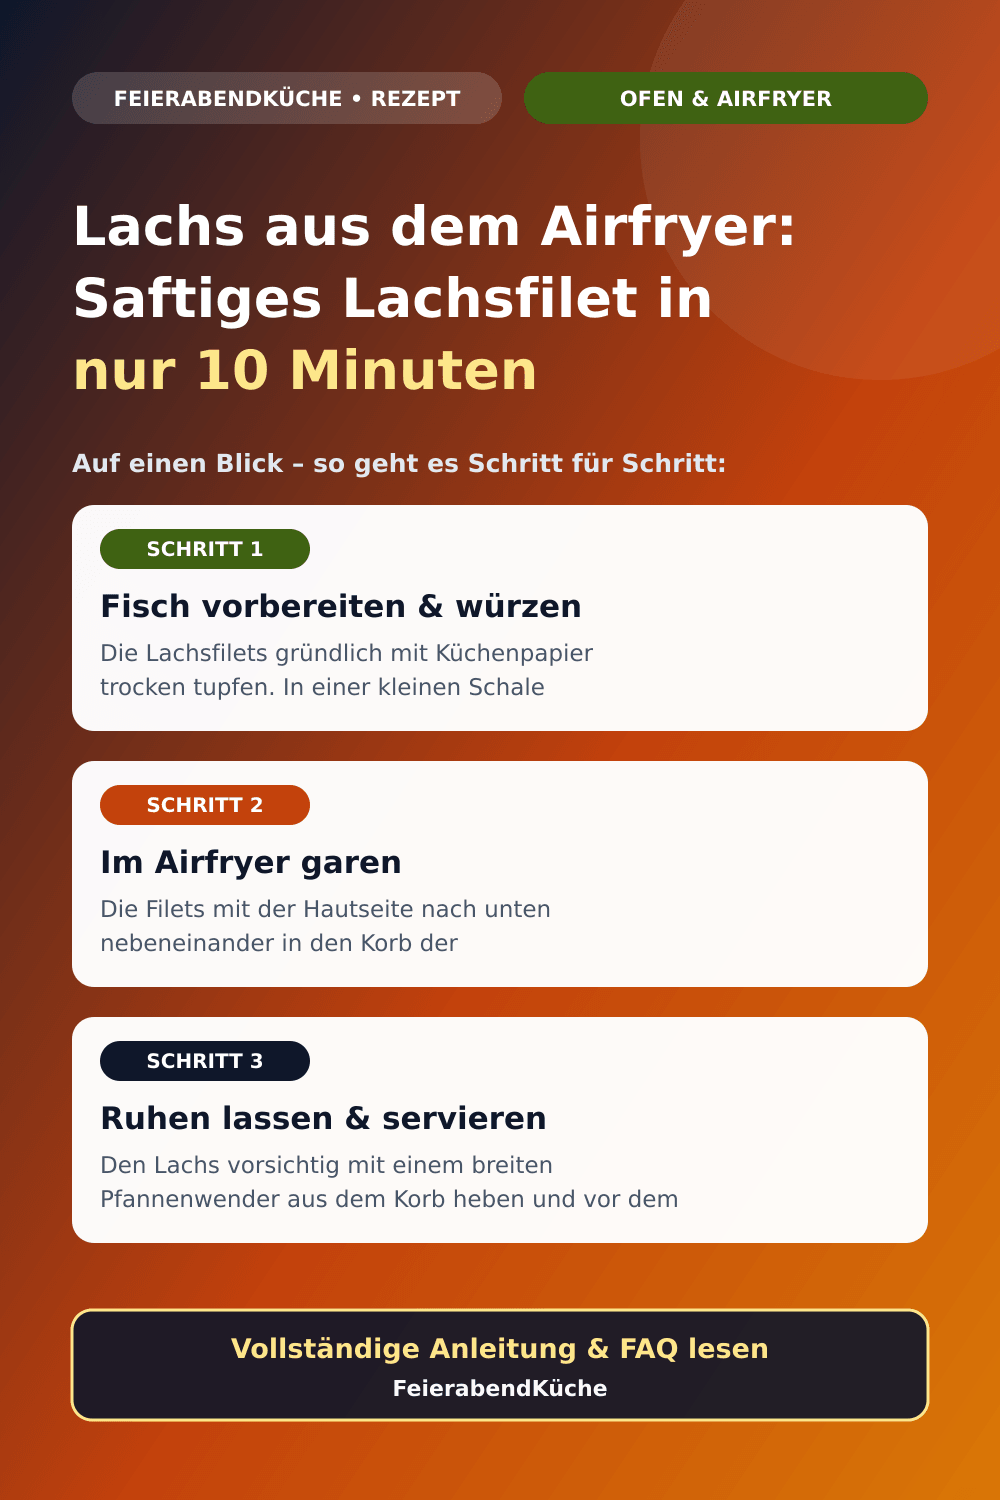 FEIERABENDKÜCHE • REZEPT
OFEN & AIRFRYER
Lachs aus dem Airfryer:
Saftiges Lachsfilet in
nur 10 Minuten
Auf einen Blick – so geht es Schritt für Schritt:
SCHRITT 1
Fisch vorbereiten & würzen
Die Lachsfilets gründlich mit Küchenpapier
trocken tupfen. In einer kleinen Schale
SCHRITT 2
Im Airfryer garen
Die Filets mit der Hautseite nach unten
nebeneinander in den Korb der
SCHRITT 3
Ruhen lassen & servieren
Den Lachs vorsichtig mit einem breiten
Pfannenwender aus dem Korb heben und vor dem
Vollständige Anleitung & FAQ lesen
FeierabendKüche